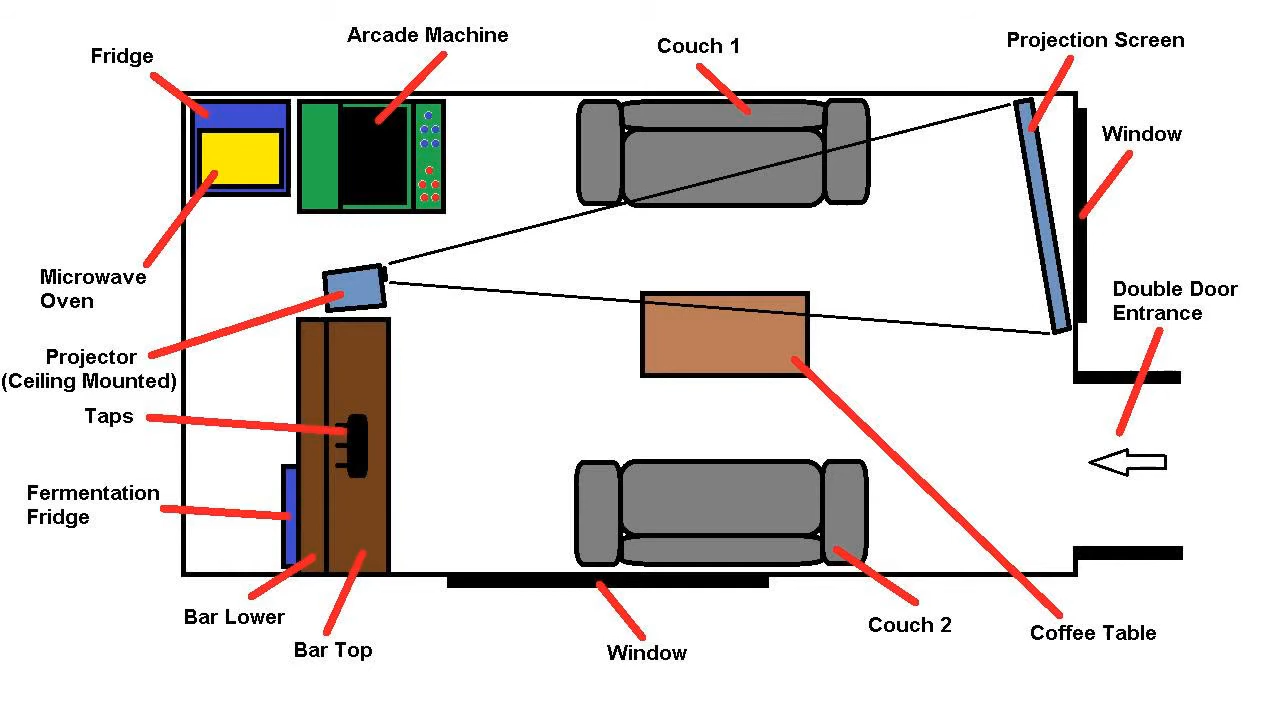 Arcade Machine
Couch 1
Projection Screen
Fridge
Window
Microwave
Oven
Double Door
Entrance
Projector
(Ceiling Mounted)
Taps
Fermentation
Fridge
Bar Lower
Bar Top
Window
Couch 2
Coffee Table